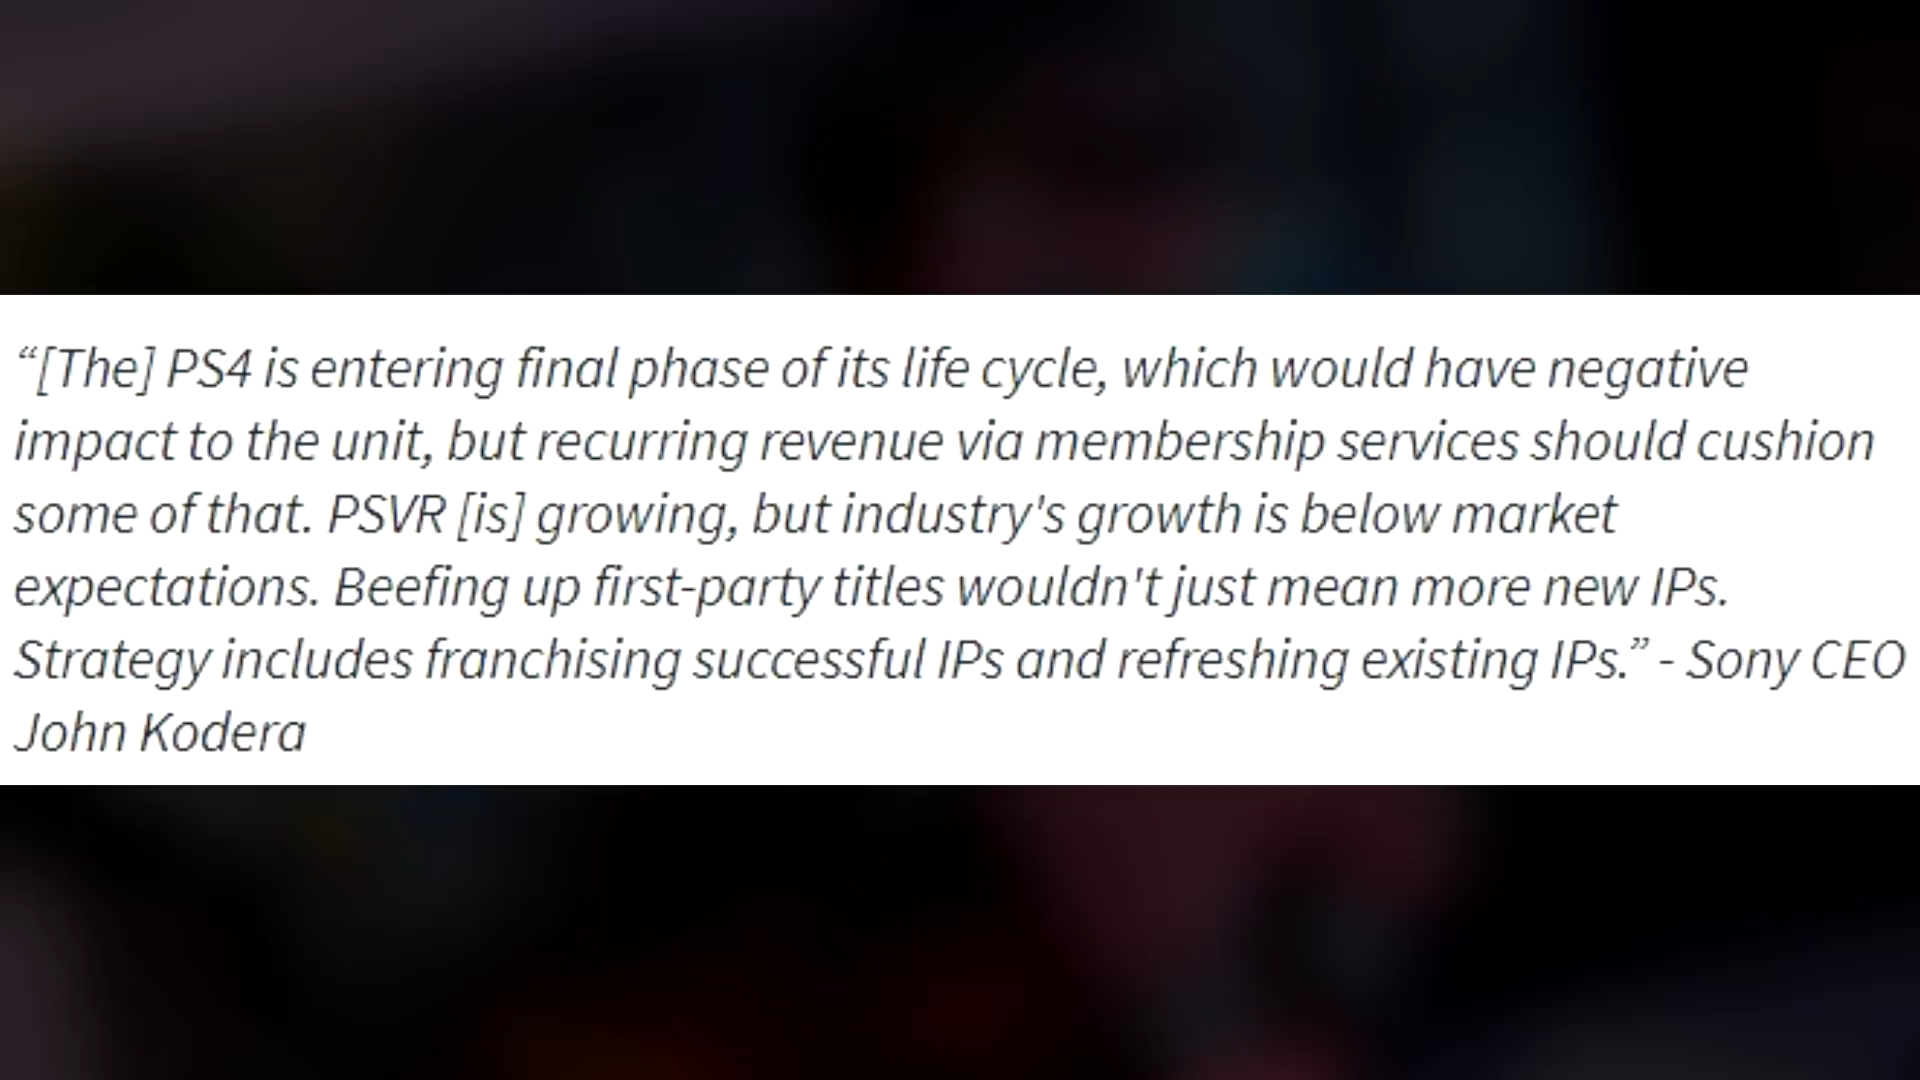 “[The] PS4 is entering final phase of its life cycle, which would have negative
impact to the unit, but recurring revenue via membership services should cushion
some of that. PSVR [is] growing, but industry's growth is below market
expectations. Beefing up first-party titles wouldn't just mean more new IPs.
Strategy includes franchising successful IPs and refreshing existing IPs.” - Sony CEO
John Kodera